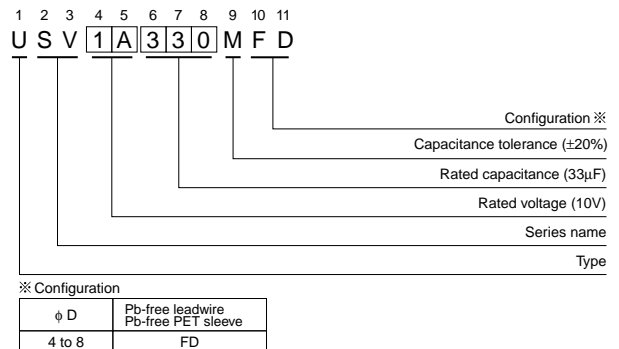 1 2 3 4 5 6 7 8 9 10 11
U S V 1 A 3 3 0 M F D
Configuration ※
Capacitance tolerance (±20%)
Rated capacitance (33μF)
Rated voltage (10V)
Series name
Type
※ Configuration
ϕ D
Pb-free leadwire
Pb-free PET sleeve
4 to 8
FD